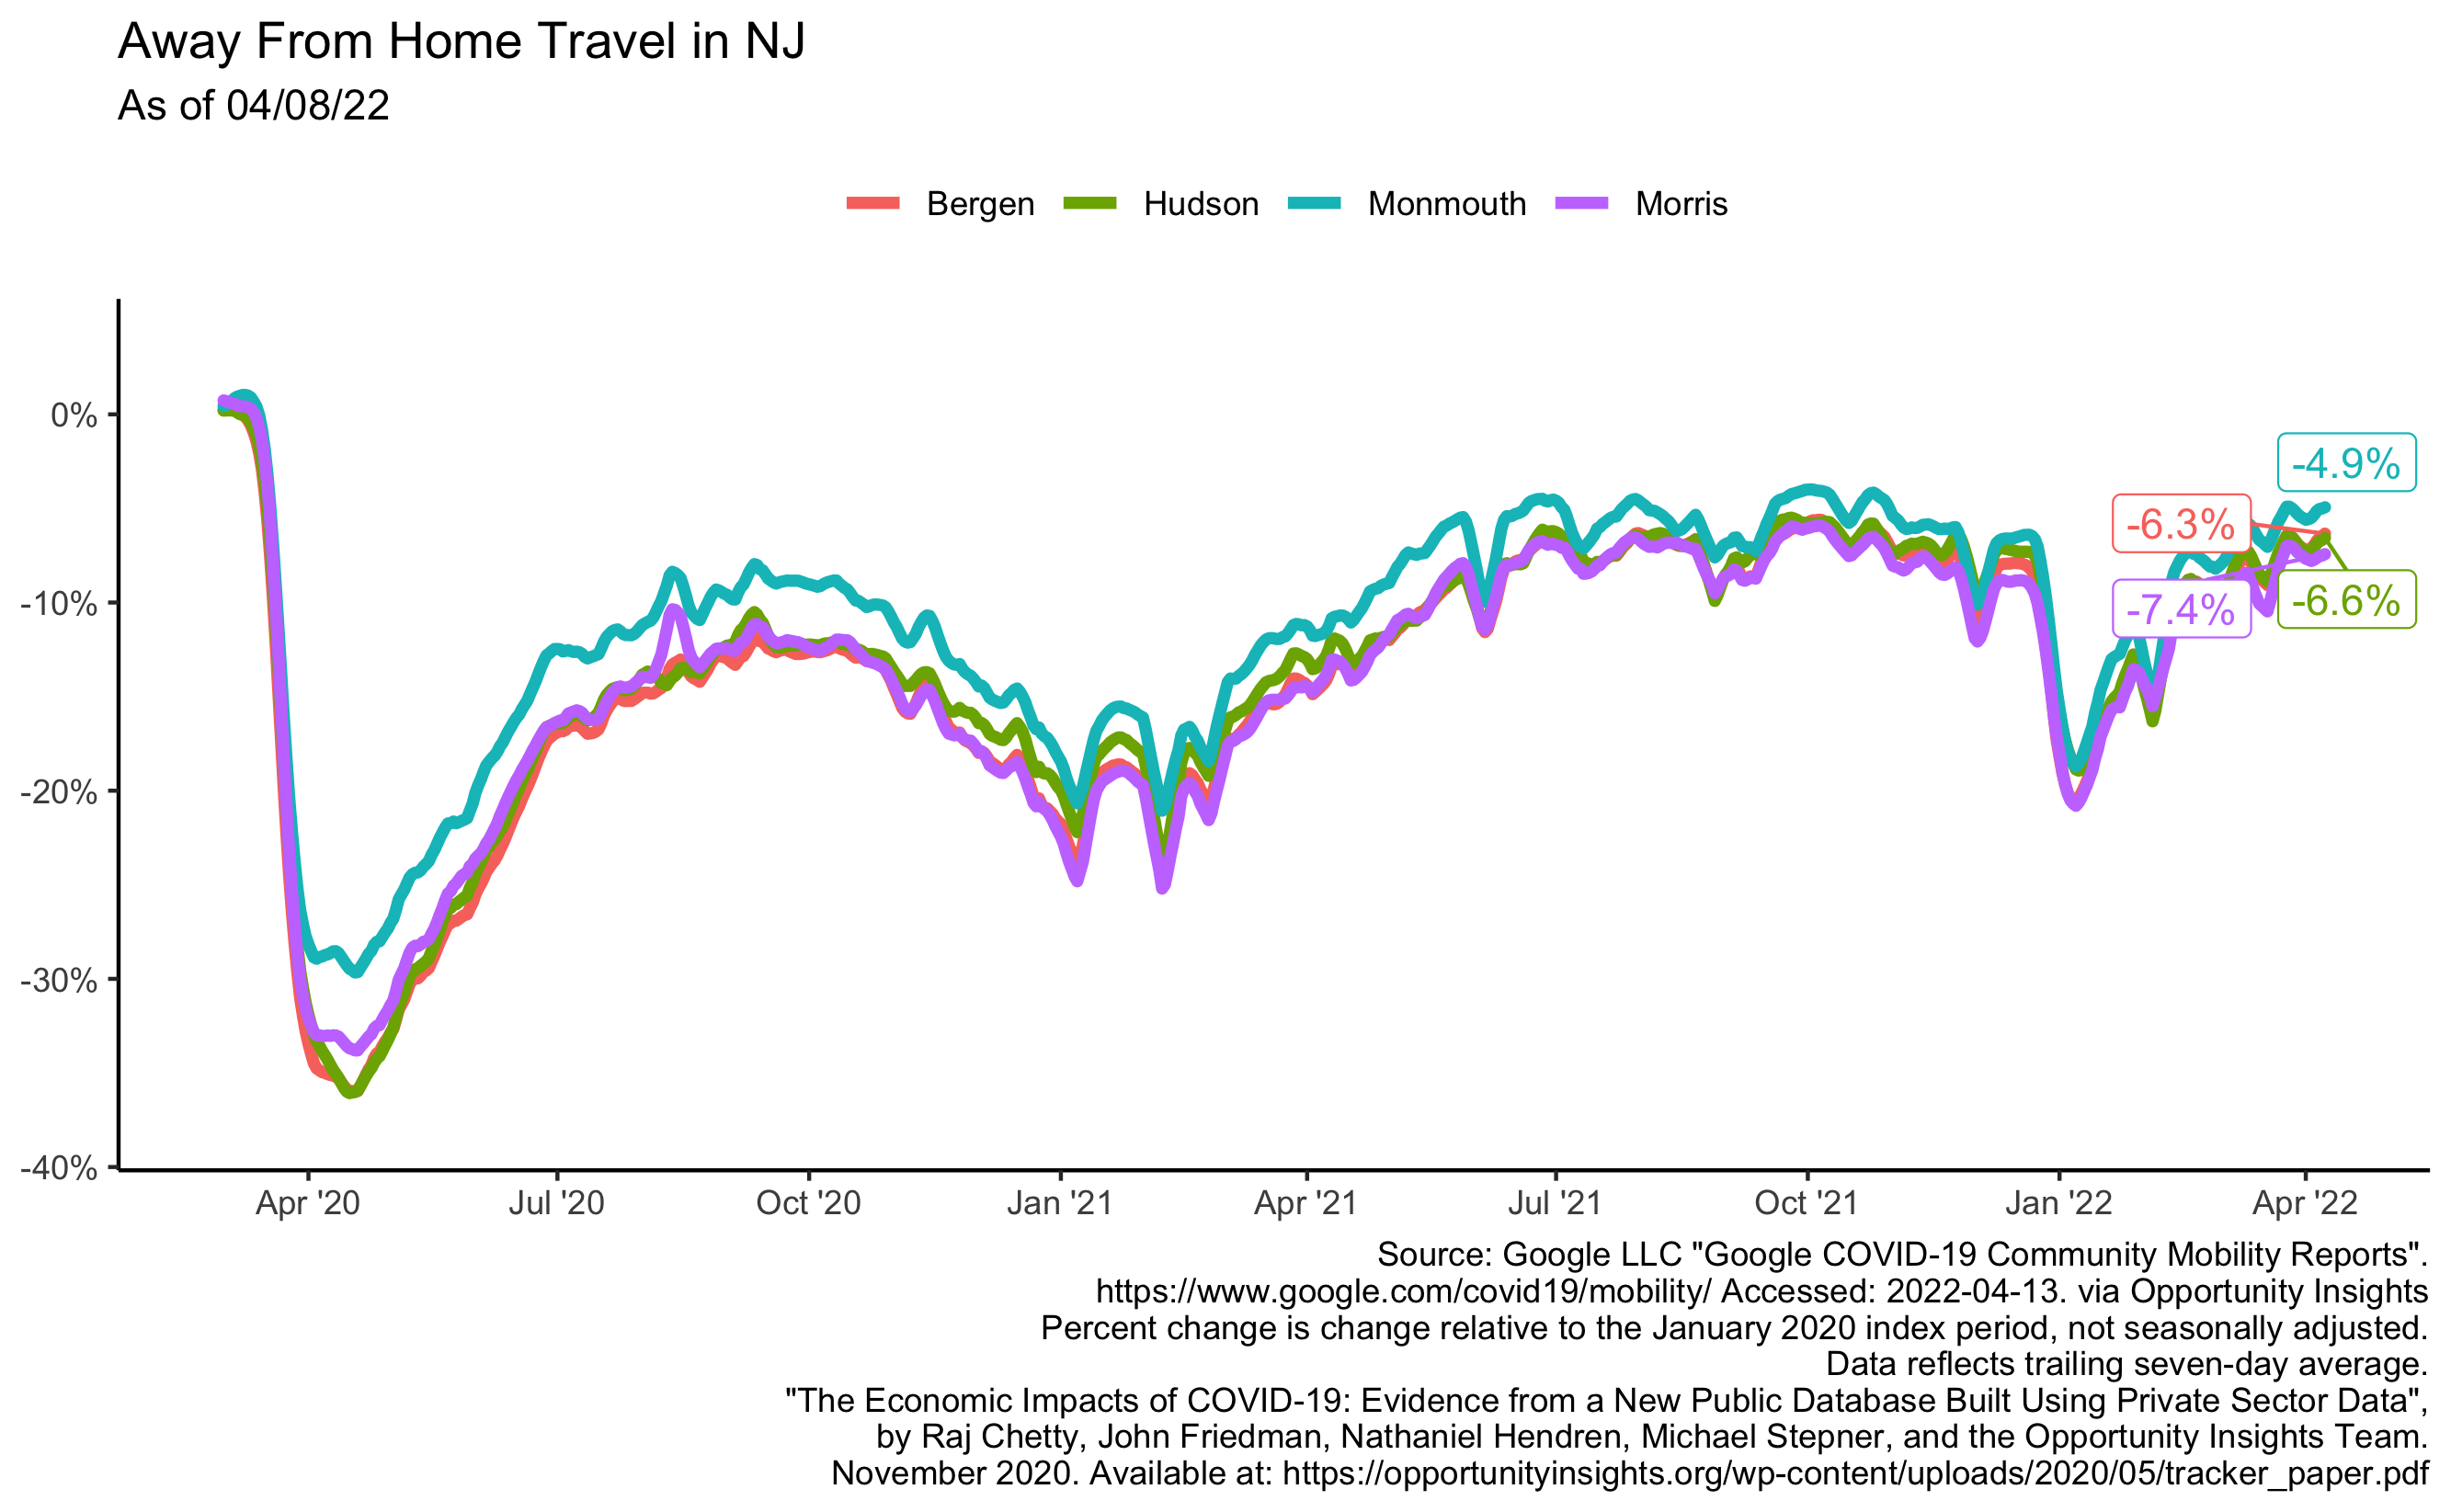 Away From Home Travel in NJ
As of 04/08/22
Bergen Hudson Monmouth Morris
0%
-10%
-20%
-30%
-40%
-4.9%
-6.3%
-6.6%
-7.4%
Apr '20 Jul '20 Oct '20 Jan '21 Apr '21 Jul '21 Oct '21 Jan '22 Apr '22
Source: Google LLC "Google COVID-19 Community Mobility Reports".
https://www.google.com/covid19/mobility/ Accessed: 2022-04-13. via Opportunity Insights
Percent change is change relative to the January 2020 index period, not seasonally adjusted.
Data reflects trailing seven-day average.
"The Economic Impacts of COVID-19: Evidence from a New Public Database Built Using Private Sector Data",
by Raj Chetty, John Friedman, Nathaniel Hendren, Michael Stepner, and the Opportunity Insights Team.
November 2020. Available at: https://opportunityinsights.org/wp-content/uploads/2020/05/tracker_paper.pdf